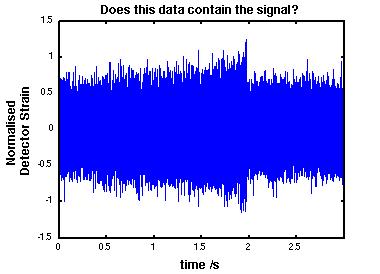 Does this data contain the signal?
1.5
1
0.5
0
-0.5
-1
-1.5
Normalised
Detector Strain
0 0.5 1 1.5 2 2.5
time /s